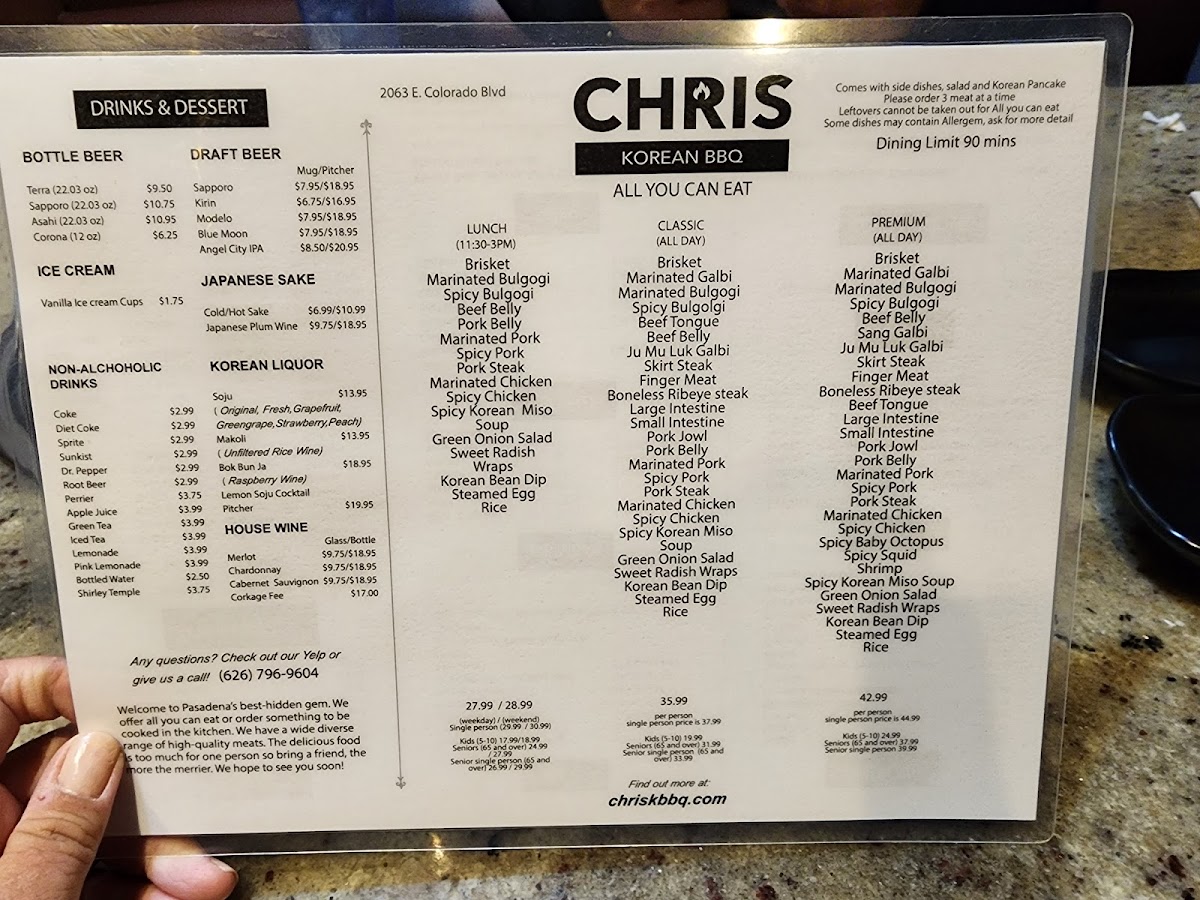 DRINKS & DESSERT
BOTTLE BEER
Terra (22.03 oz) $9.50
Sapporo (22.03 oz) $10.75
Asahi (22.03 oz) $10.95
Corona (12 oz) $6.25
ICE CREAM
Vanilla Ice cream Cups $1.75
NON-ALCHOHOLIC
DRINKS
Coke $2.99
Diet Coke $2.99
Sprite $2.99
Sunkist $2.99
Dr. Pepper $2.99
Root Beer $2.99
Perrier $3.75
Apple Juice $3.99
Green Tea $3.99
Iced Tea $3.99
Lemonade $3.99
Pink Lemonade $3.99
Bottled Water $2.50
Shirley Temple $3.75
DRAFT BEER
Mug/Pitcher
Sapporo $7.95/$18.95
Kirin $6.75/$16.95
Modelo $7.95/$18.95
Blue Moon $7.95/$18.95
Angel City IPA $8.50/$20.95
JAPANESE SAKE
Cold/Hot Sake $6.99/$10.99
Japanese Plum Wine $9.75/$18.95
KOREAN LIQUOR
Soju $13.95
( Original, Fresh,Grapefruit,
Greengrape,Strawberry,Peach)
Makoli $13.95
( Unfiltered Rice Wine)
Bok Bun Ja $18.95
( Raspberry Wine)
Lemon Soju Cocktail
Pitcher $19.95
HOUSE WINE
Glass/Bottle
Merlot $9.75/$18.95
Chardonnay $9.75/$18.95
Cabernet Sauvignon $9.75/$18.95
Corkage Fee $17.00
Any questions? Check out our Yelp or
give us a call! (626) 796-9604
Welcome to Pasadena's best-hidden gem. We
offer all you can eat or order something to be
cooked in the kitchen. We have a wide diverse
range of high-quality meats. The delicious food
is too much for one person so bring a friend, the
more the merrier. We hope to see you soon!
2063 E. Colorado Blvd
CHRIS
KOREAN BBQ
ALL YOU CAN EAT
Comes with side dishes, salad and Korean Pancake
Please order 3 meat at a time
Leftovers cannot be taken out for All you can eat
Some dishes may contain Allergem, ask for more detail
Dining Limit 90 mins
LUNCH
(11:30-3PM)
Brisket
Marinated Bulgogi
Spicy Bulgogi
Beef Belly
Pork Belly
Marinated Pork
Spicy Pork
Pork Steak
Marinated Chicken
Spicy Chicken
Spicy Korean Miso
Soup
Green Onion Salad
Sweet Radish
Wraps
Korean Bean Dip
Steamed Egg
Rice
27.99 / 28.99
(weekday) / (weekend)
Single person (29.99 / 30.99)
Kids (5-10) 17.99/18.99
Seniors (65 and over) 24.99
/ 27.99
Senior single person (65 and
over) 26.99 / 29.99
CLASSIC
(ALL DAY)
Brisket
Marinated Galbi
Marinated Bulgogi
Spicy Bulgolgi
Beef Tongue
Beef Belly
Ju Mu Luk Galbi
Skirt Steak
Finger Meat
Boneless Ribeye steak
Large Intestine
Small Intestine
Pork Jowl
Pork Belly
Marinated Pork
Spicy Pork
Pork Steak
Marinated Chicken
Spicy Chicken
Spicy Korean Miso
Soup
Green Onion Salad
Sweet Radish Wraps
Korean Bean Dip
Steamed Egg
Rice
35.99
per person
single person price is 37.99
Kids (5-10) 19.99
Seniors (65 and over) 31.99
Senior single person (65 and
over) 33.99
PREMIUM
(ALL DAY)
Brisket
Marinated Galbi
Marinated Bulgogi
Spicy Bulgogi
Beef Belly
Sang Galbi
Ju Mu Luk Galbi
Skirt Steak
Finger Meat
Boneless Ribeye steak
Beef Tongue
Large Intestine
Small Intestine
Pork Jowl
Pork Belly
Marinated Pork
Spicy Pork
Pork Steak
Marinated Chicken
Spicy Chicken
Spicy Baby Octopus
Spicy Squid
Shrimp
Spicy Korean Miso Soup
Green Onion Salad
Sweet Radish Wraps
Korean Bean Dip
Steamed Egg
Rice
42.99
per person
single person price is 44.99
Kids (5-10) 24.99
Seniors (65 and over) 37.99
Senior single person 39.99
Find out more at:
chriskbbq.com